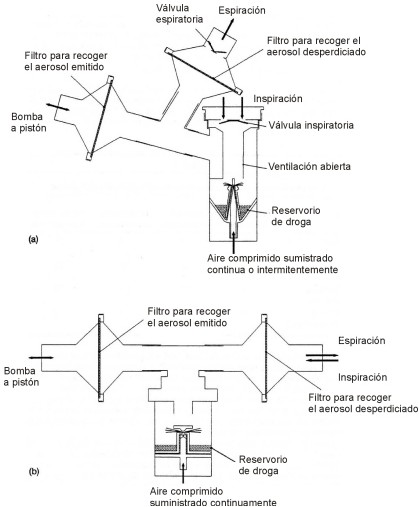 Válvula
espiratoria
Espiración
Filtro para recoger
el aerosol emitido
Filtro para recoger
el aerosol desperdiciado
Inspiración
Bomba
a pistón
Válvula inspiratoria
Ventilación abierta
Reservorio
de droga
(a)
Aire comprimido sumistrado
continua o intermitentemente
Filtro para recoger
el aerosol emitido
Espiración
Bomba
a pistón
Inspiración
Filtro para recoger
el aerosol desperdiciado
Reservorio
de droga
(b)
Aire comprimido
suministrado continuamente